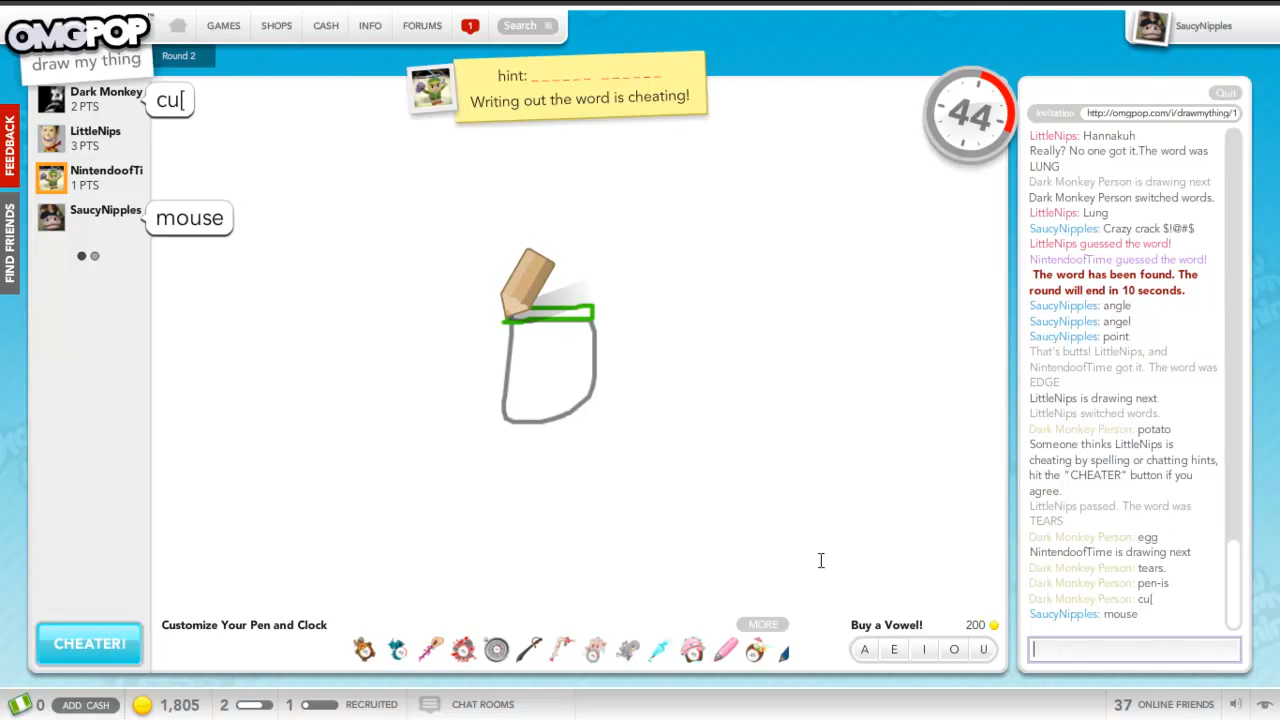 OMGPOP
GAMES
SHOPS
CASH
INFO
FORUMS
1
Search
SaucyNipples
draw my thing
Round 2
hint: ______ ______
Writing out the word is cheating!
44
FEEDBACK
FIND FRIENDS
Dark Monkey
2 PTS
cu[
LittleNips
3 PTS
NintendoofTi
1 PTS
SaucyNipples
mouse
Quit
Invitation
http://omgpop.com/i/drawmything/1
LittleNips: Hannakuh
Really? No one got it.The word was
LUNG
Dark Monkey Person is drawing next
Dark Monkey Person switched words.
LittleNips: Lung
SaucyNipples: Crazy crack $!@#$
LittleNips guessed the word!
NintendoofTime guessed the word!
The word has been found. The
round will end in 10 seconds.
SaucyNipples: angle
SaucyNipples: angel
SaucyNipples: point
That's butts! LittleNips, and
NintendoofTime got it. The word was
EDGE
LittleNips is drawing next
LittleNips switched words.
Dark Monkey Person: potato
Someone thinks LittleNips is
cheating by spelling or chatting hints,
hit the "CHEATER" button if you
agree.
LittleNips passed. The word was
TEARS
Dark Monkey Person: egg
NintendoofTime is drawing next
Dark Monkey Person: tears.
Dark Monkey Person: pen-is
Dark Monkey Person: cu[
SaucyNipples: mouse
CHEATER!
Customize Your Pen and Clock
MORE
Buy a Vowel!
200
A E I O U
0
ADD CASH
1,805
2
1
RECRUITED
CHAT ROOMS
37 ONLINE FRIENDS